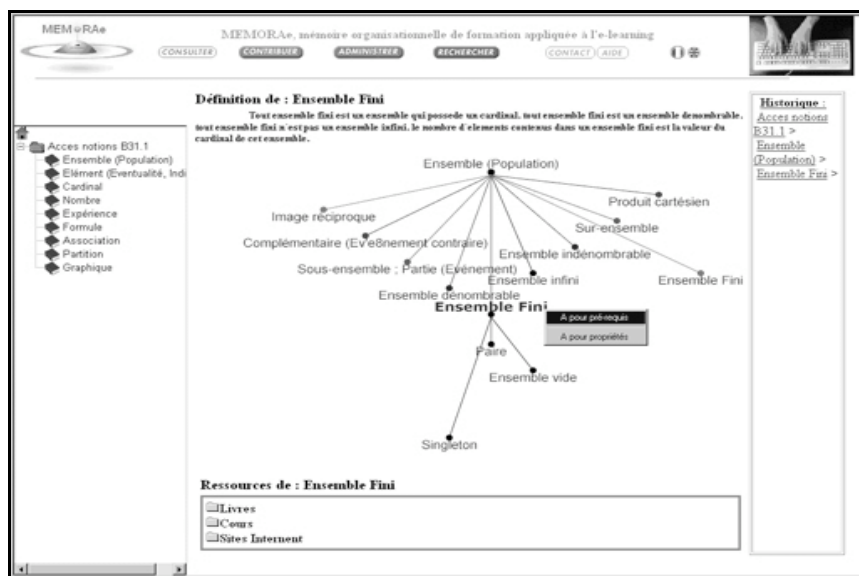 MEMORAe
MEMORAe, mémoire organisationnelle de formation appliquée à l'e-learning
CONSULTER CONTRIBUER ADMINISTRER RECHERCHER CONTACT AIDE
Définition de : Ensemble Fini
Tout ensemble fini est un ensemble qui possede un cardinal. tout ensemble fini est un ensemble denombrable.
tout ensemble fini n'est pas un ensemble infini. le nombre d'elements contenus dans un ensemble fini est la valeur du
cardinal de cet ensemble.
Historique :
Acces notions
B31.1 >
Ensemble
(Population) >
Ensemble Fini >
Acces notions B31.1
Ensemble (Population)
Elément (Eventualité, Indi
Cardinal
Nombre
Expérience
Formule
Association
Partition
Graphique
Ensemble (Population)
Produit cartésien
Image réciproque
Sur-ensemble
Complémentaire (Ev'e8nement contraire)
Ensemble indénombrable
Sous-ensemble ; Partie (Evénement)
Ensemble infini
Ensemble Fini
Ensemble dénombrable
Ensemble Fini
A pour pré-requis
A pour propriétés
Paire
Ensemble vide
Singleton
Ressources de : Ensemble Fini
Livres
Cours
Sites Internent